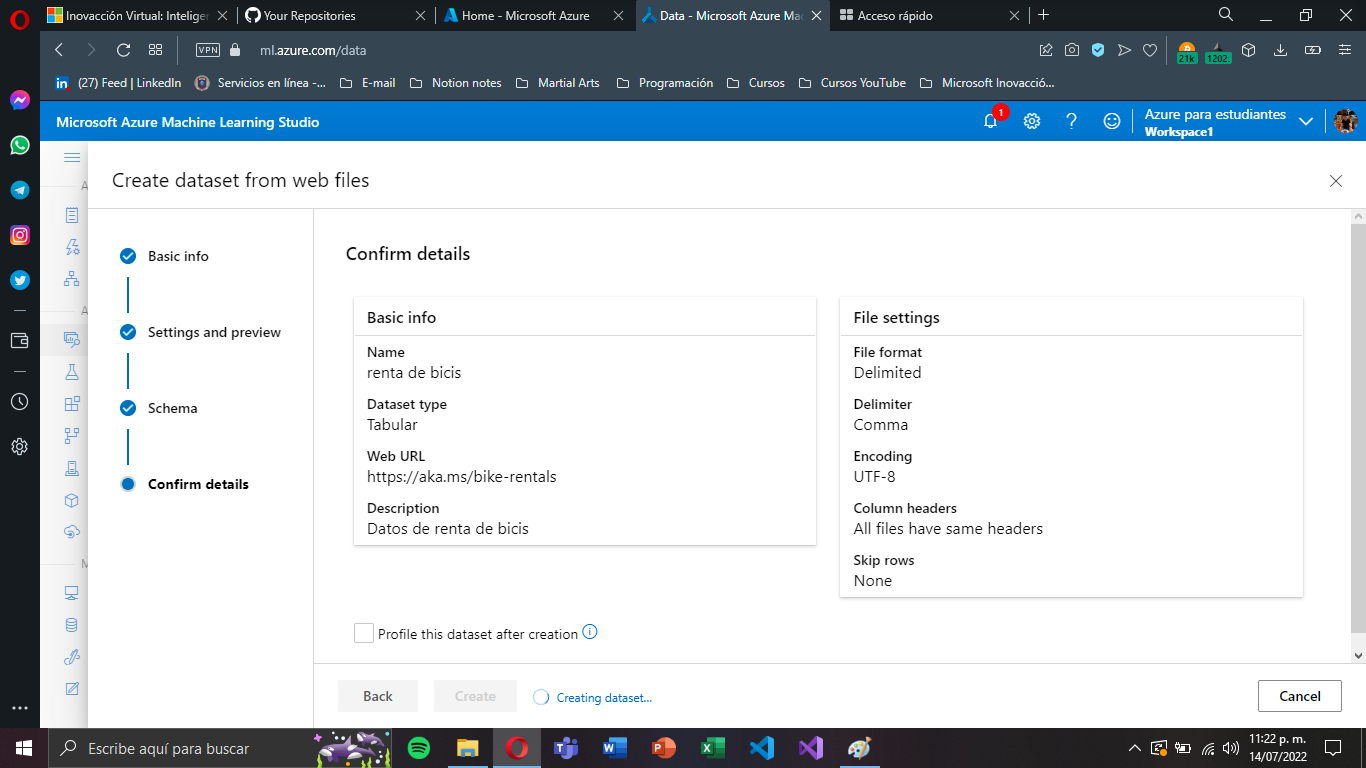 Inovacción Virtual: Inteliger
Your Repositories
Home - Microsoft Azure
Data - Microsoft Azure Ma
Acceso rápido
VPN
ml.azure.com/data
21k
1202.
(27) Feed | LinkedIn
Servicios en línea -...
E-mail
Notion notes
Martial Arts
Programación
Cursos
Cursos YouTube
Microsoft Inovacció...
Microsoft Azure Machine Learning Studio
1
Azure para estudiantes
Workspace1
Create dataset from web files
A
A
M
Basic info
Settings and preview
Schema
Confirm details
Confirm details
Basic info
Name
renta de bicis
Dataset type
Tabular
Web URL
https://aka.ms/bike-rentals
Description
Datos de renta de bicis
File settings
File format
Delimited
Delimiter
Comma
Encoding
UTF-8
Column headers
All files have same headers
Skip rows
None
Profile this dataset after creation
Back
Create
Creating dataset...
Cancel
Escribe aquí para buscar
11:22 p. m.
14/07/2022